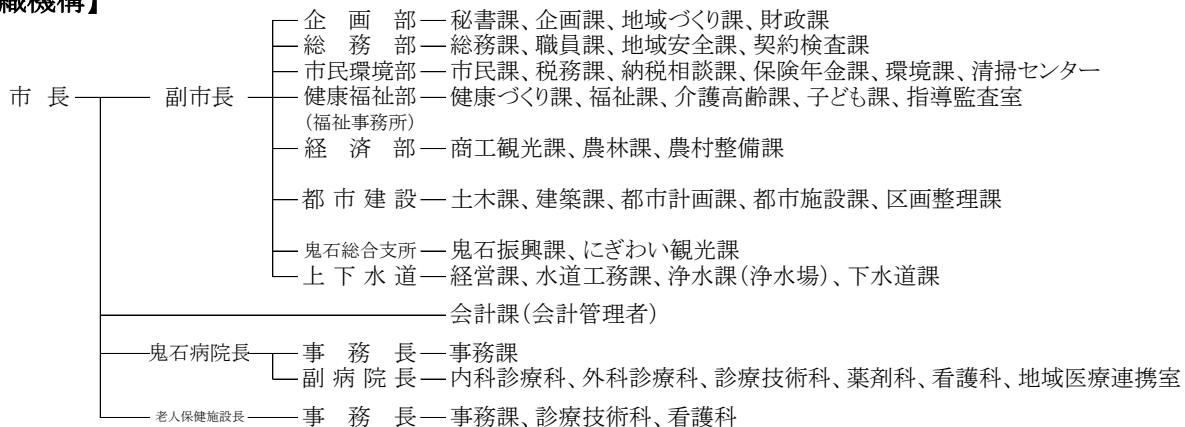 織機構】
企画部 秘書課、企画課、地域づくり課、財政課
総務部 総務課、職員課、地域安全課、契約検査課
市民環境部 市民課、税務課、納税相談課、保険年金課、環境課、清掃センター
市長 副市長 健康福祉部 健康づくり課、福祉課、介護高齢課、子ども課、指導監査室
(福祉事務所)
経済部 商工観光課、農林課、農村整備課
都市建設 土木課、建築課、都市計画課、都市施設課、区画整理課
鬼石総合支所 鬼石振興課、にぎわい観光課
上下水道 経営課、水道工務課、浄水課(浄水場)、下水道課
会計課(会計管理者)
鬼石病院長 事務長 事務課
副病院長 内科診療科、外科診療科、診療技術科、薬剤科、看護科、地域医療連携室
老人保健施設長 事務長 事務課、診療技術科、看護科